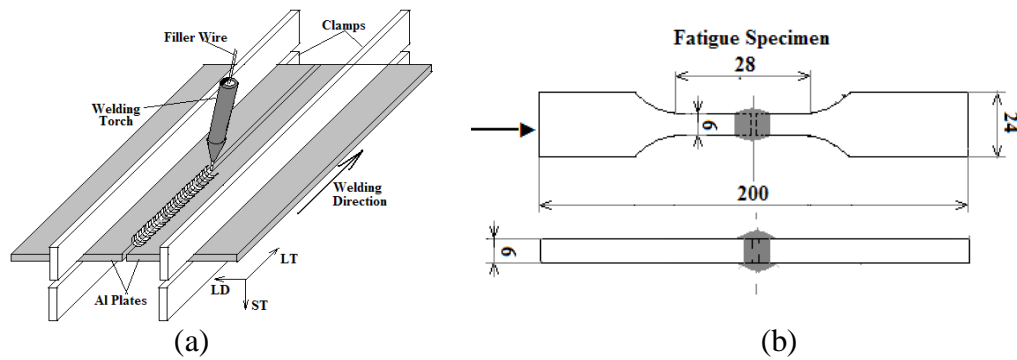 Filler Wire
Clamps
Welding
Torch
Welding
Direction
LT
LD
ST
Al Plates
(a)
Fatigue Specimen
28
6
24
200
6
(b)